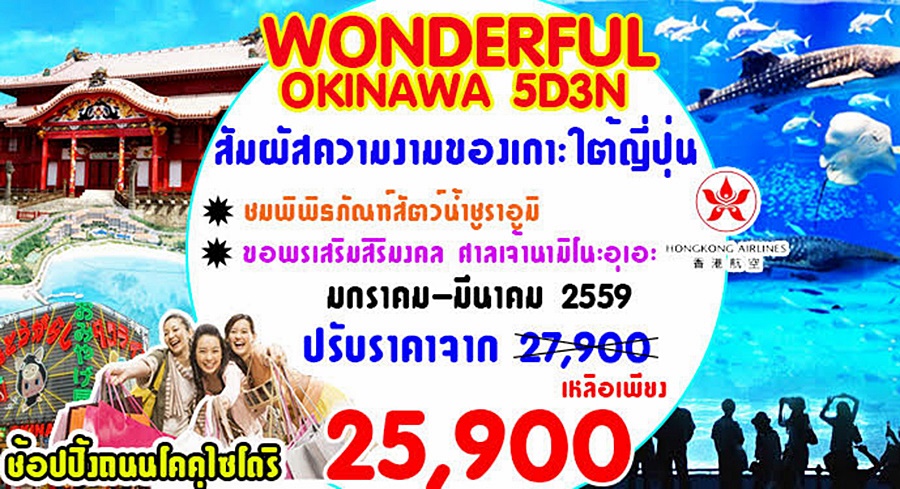 WONDERFUL
OKINAWA 5D3N
สัมผัสความงามของเกาะใต้ญี่ปุ่น
ชมพิพิธภัณฑ์สัตว์น้ำชูราอูมิ
ขอพรเสริมสิริมงคล ศาลเจ้านามิโนะอุเอะ
HONGKONG AIRLINES
香港航空
มกราคม-มีนาคม 2559
ปรับราคาจาก 27,900
เหลือเพียง
25,900
ช้อปปิ้งถนนโคคุไซโดริ